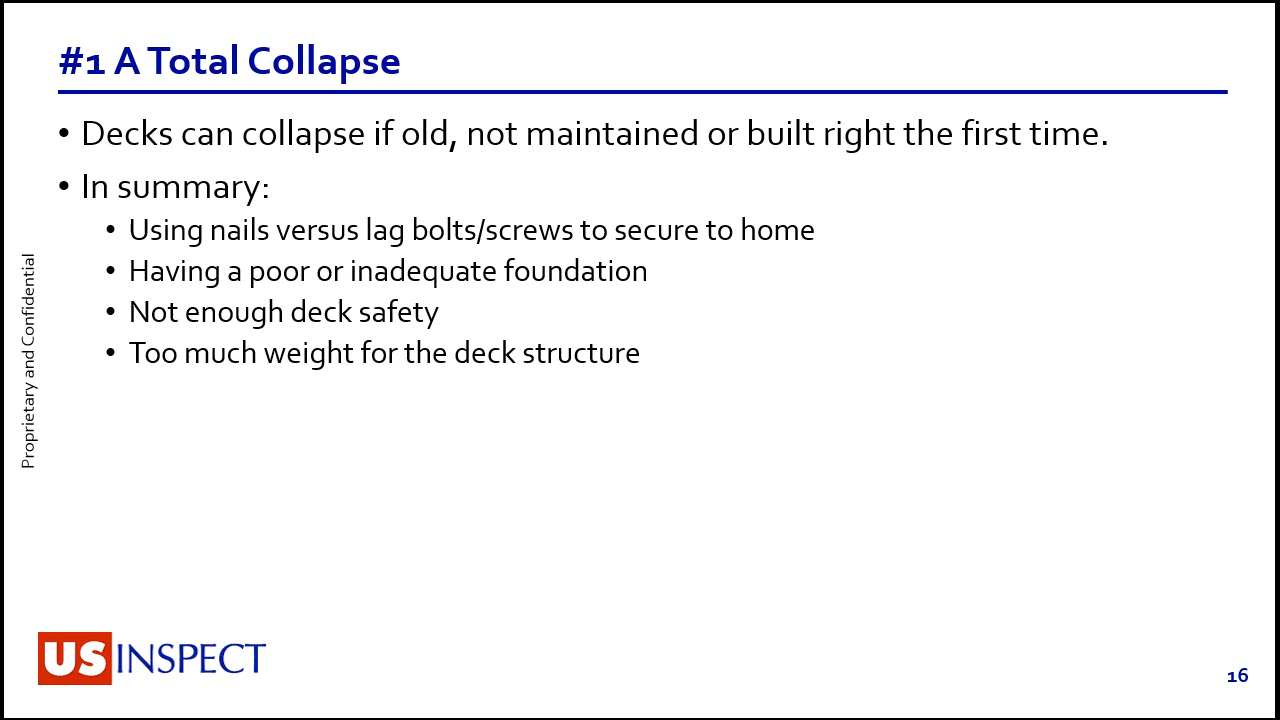 #1 A Total Collapse
• Decks can collapse if old, not maintained or built right the first time.
• In summary:
• Using nails versus lag bolts/screws to secure to home
• Having a poor or inadequate foundation
• Not enough deck safety
• Too much weight for the deck structure
Proprietary and Confidential
US INSPECT
16